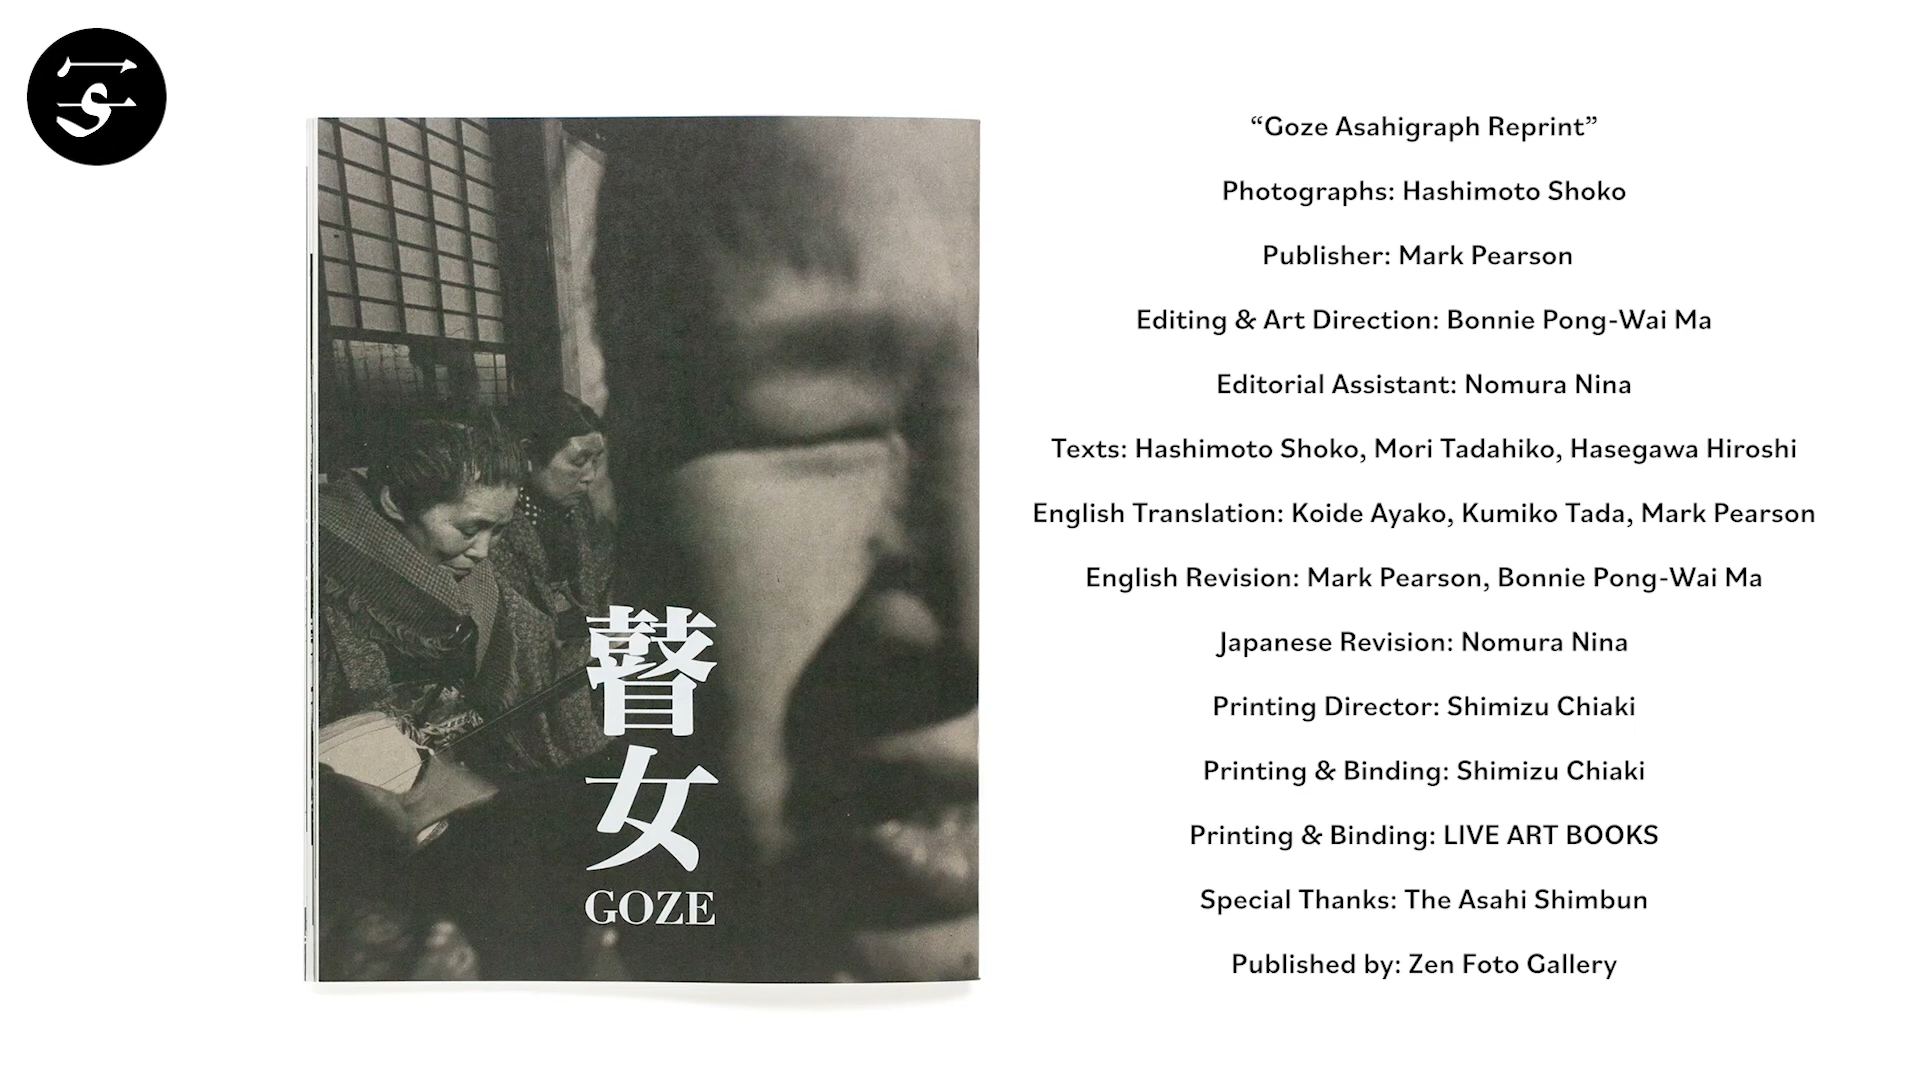 瞽女
GOZE
“Goze Asahigraph Reprint”
Photographs: Hashimoto Shoko
Publisher: Mark Pearson
Editing & Art Direction: Bonnie Pong-Wai Ma
Editorial Assistant: Nomura Nina
Texts: Hashimoto Shoko, Mori Tadahiko, Hasegawa Hiroshi
English Translation: Koide Ayako, Kumiko Tada, Mark Pearson
English Revision: Mark Pearson, Bonnie Pong-Wai Ma
Japanese Revision: Nomura Nina
Printing Director: Shimizu Chiaki
Printing & Binding: Shimizu Chiaki
Printing & Binding: LIVE ART BOOKS
Special Thanks: The Asahi Shimbun
Published by: Zen Foto Gallery